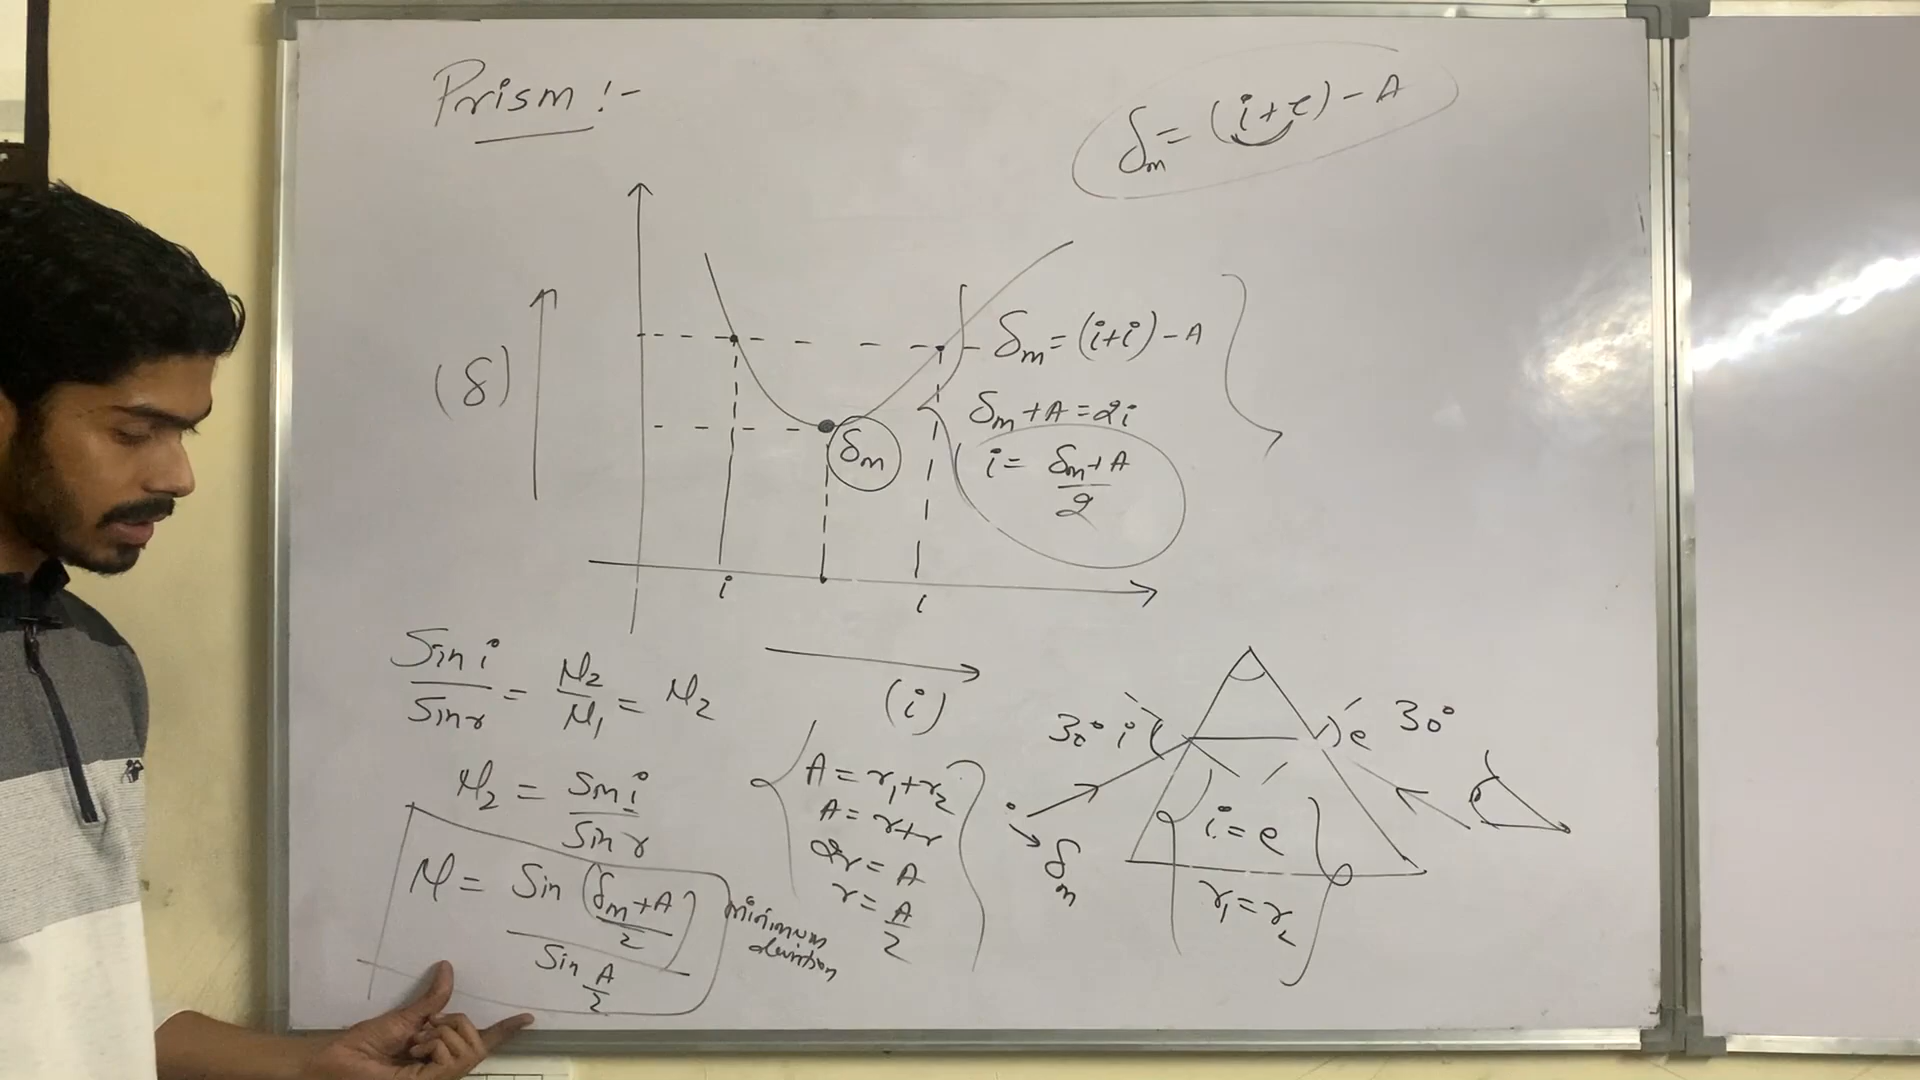 Prism :-
δm = (i+e) - A
(δ)
δm
δm = (i+i) - A
δm + A = 2i
i = δm + A / 2
i
i
(i)
Sin i / Sin r = μ2 / μ1 = μ2
μ2 = Sin i / Sin r
μ = Sin (δm + A / 2) / Sin A/2
minimum
A = r1 + r2
A = r + r
2r = A
r = A/2
30° i
e 30°
δm
i = e
r1 = r2